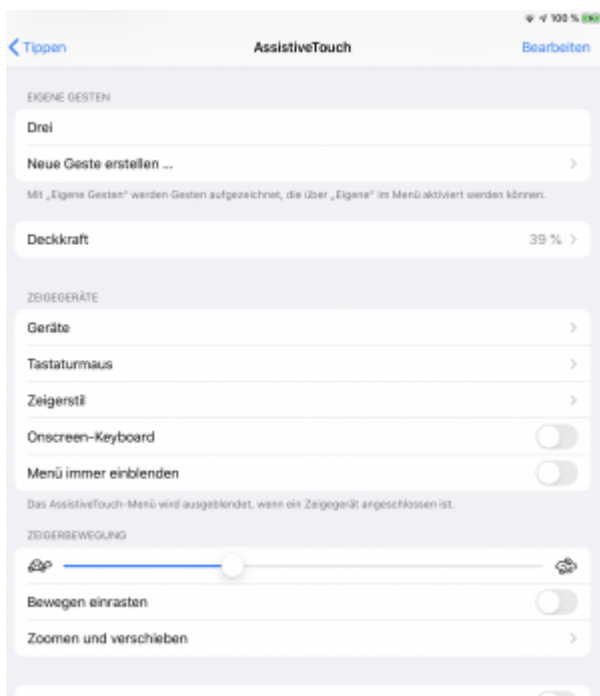 100 %
Tippen
AssistiveTouch
Bearbeiten
EIGENE GESTEN
Drei
Neue Geste erstellen ...
Mit „Eigene Gesten" werden Gesten aufgezeichnet, die über „Eigene" im Menü aktiviert werden können.
Deckkraft
39 %
ZEIGEGERÄTE
Geräte
Tastaturmaus
Zeigerstil
Onscreen-Keyboard
Menü immer einblenden
Das AssistiveTouch-Menü wird ausgeblendet, wenn ein Zeigegerät angeschlossen ist.
ZEIGERBEWEGUNG
Bewegen einrasten
Zoomen und verschieben